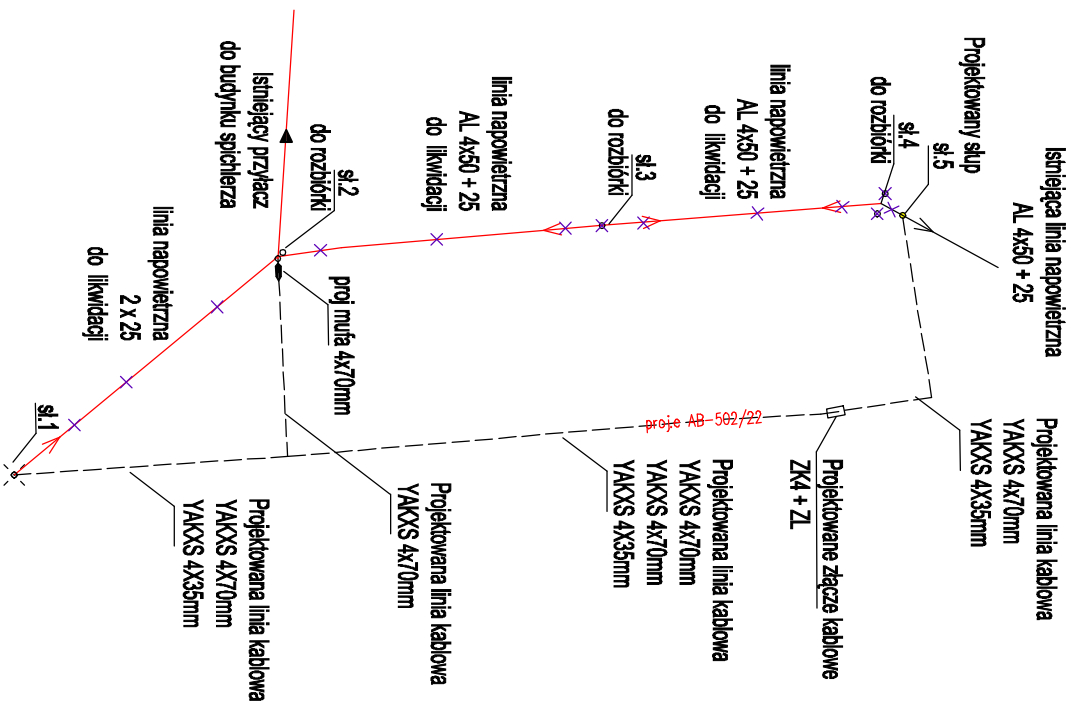 Istniejąca linia napowietrzna
AL 4x50 + 25
Projektowany słup
sł.5
sł.4
do rozbiórki
linia napowietrzna
AL 4x50 + 25
do likwidacji
sł.3
do rozbiórki
linia napowietrzna
AL 4x50 + 25
do likwidacji
sł.2
do rozbiórki
Istniejący przyłacz
do budynku spichlerza
linia napowietrzna
2 x 25
do likwidacji
sł.1
proj mufa 4x70mm
Projektowana linia kablowa
YAKXS 4x70mm
YAKXS 4X35mm
Projektowane złącze kablowe
ZK4 + ZL
proje AB-502/22
Projektowana linia kablowa
YAKXS 4x70mm
YAKXS 4x70mm
YAKXS 4X35mm
Projektowana linia kablowa
YAKXS 4x70mm
Projektowana linia kablowa
YAKXS 4X70mm
YAKXS 4X35mm